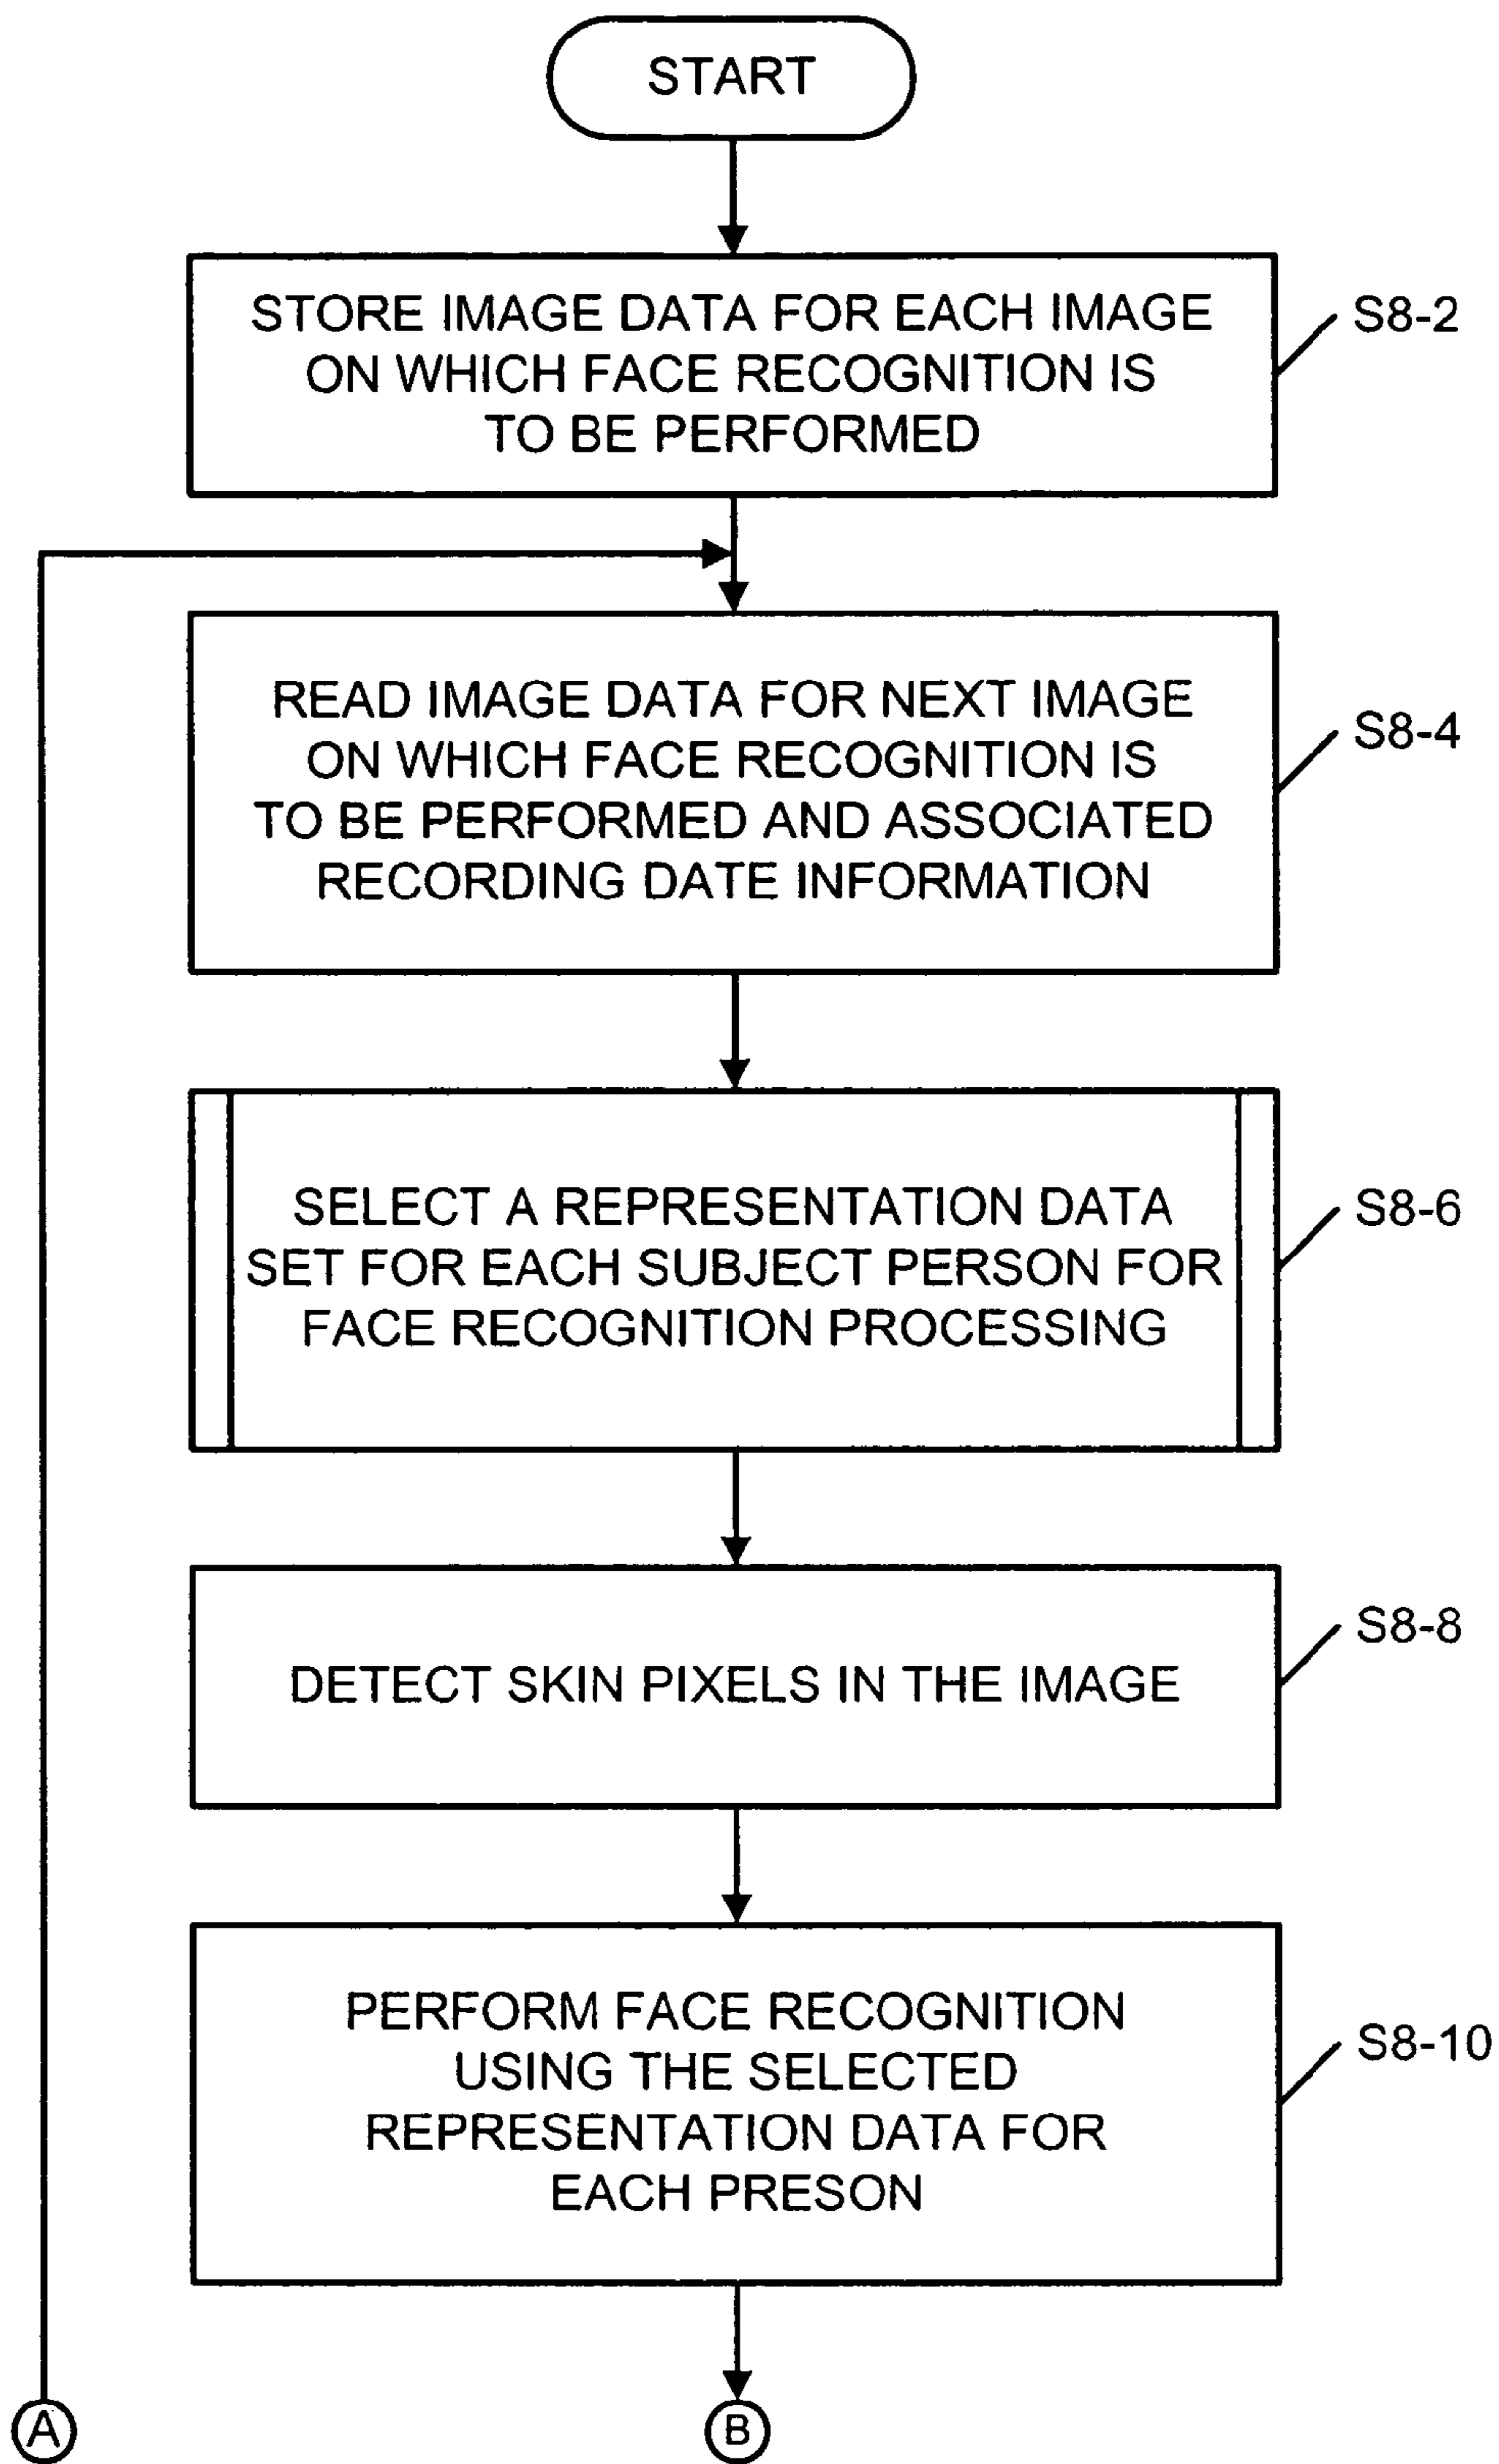 START
STORE IMAGE DATA FOR EACH IMAGE
ON WHICH FACE RECOGNITION IS
TO BE PERFORMED
S8-2
READ IMAGE DATA FOR NEXT IMAGE
ON WHICH FACE RECOGNITION IS
TO BE PERFORMED AND ASSOCIATED
RECORDING DATE INFORMATION
S8-4
SELECT A REPRESENTATION DATA
SET FOR EACH SUBJECT PERSON FOR
FACE RECOGNITION PROCESSING
S8-6
DETECT SKIN PIXELS IN THE IMAGE
S8-8
PERFORM FACE RECOGNITION
USING THE SELECTED
REPRESENTATION DATA FOR
EACH PRESON
S8-10
A
B